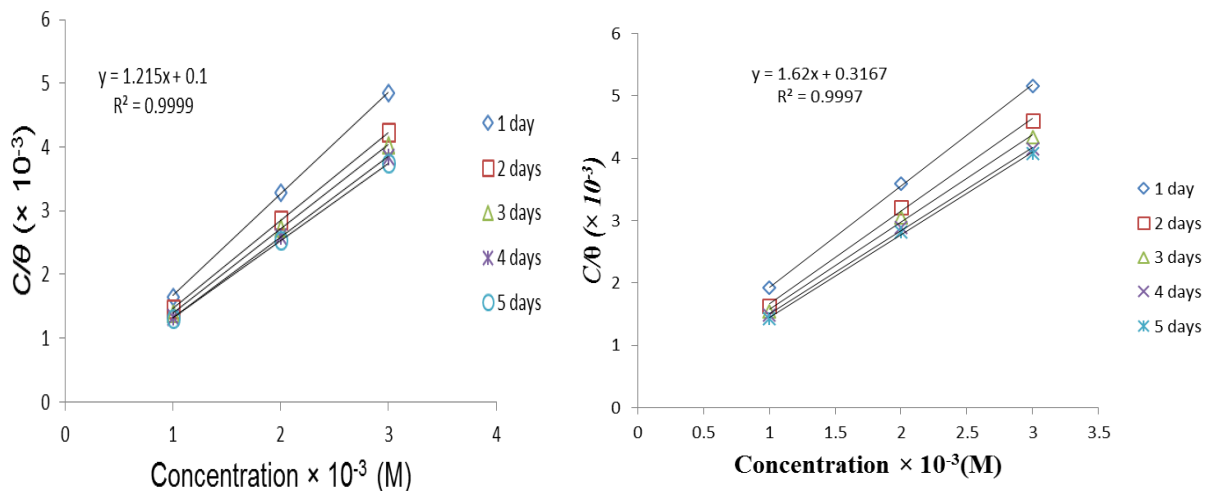 6
5
4
3
2
1
0
0
1
2
3
4
C/θ (× 10⁻³)
Concentration × 10⁻³ (M)
y = 1.215x + 0.1
R² = 0.9999
1 day
2 days
3 days
4 days
5 days
6
5
4
3
2
1
0
0
0.5
1
1.5
2
2.5
3
3.5
C/θ (× 10⁻³)
Concentration × 10⁻³(M)
y = 1.62x + 0.3167
R² = 0.9997
1 day
2 days
3 days
4 days
5 days